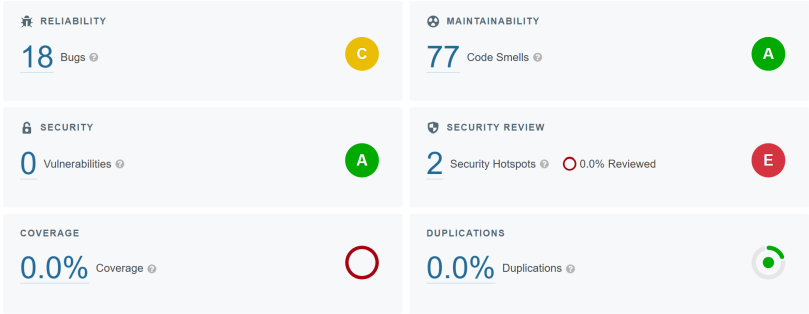 RELIABILITY
18 Bugs ?
C
MAINTAINABILITY
77 Code Smells ?
A
SECURITY
0 Vulnerabilities ?
A
SECURITY REVIEW
2 Security Hotspots ? 0.0% Reviewed
E
COVERAGE
0.0% Coverage ?
DUPLICATIONS
0.0% Duplications ?